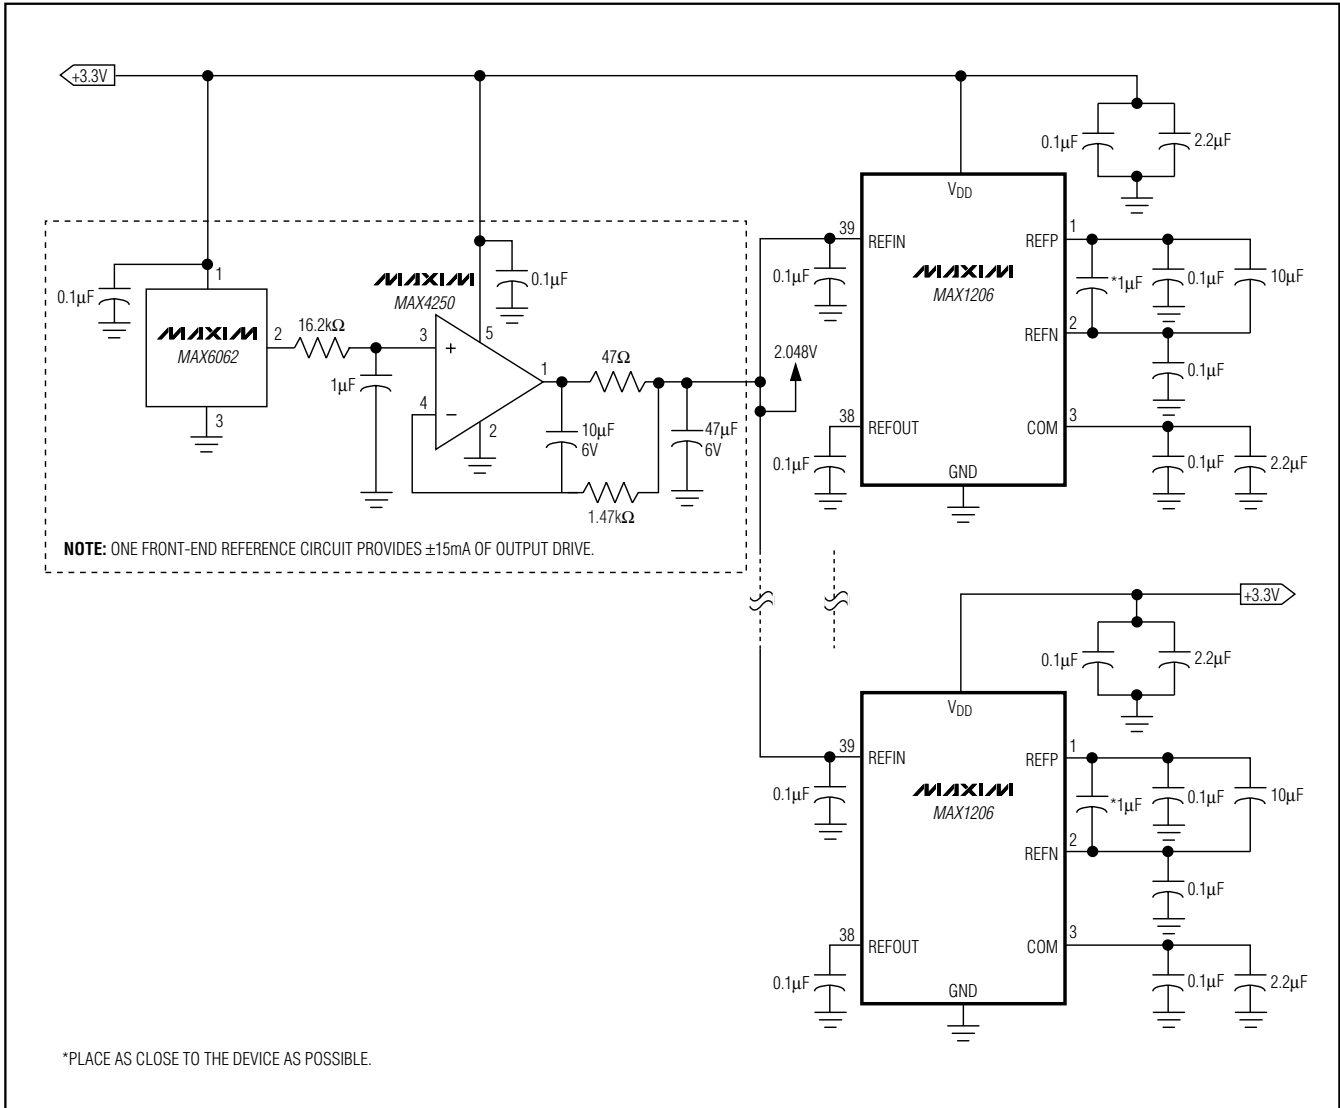 +3.3V
0.1µF
2.2µF
VDD
39
REFIN
REFP
1
0.1µF
MAXIM
MAX1206
*1µF
0.1µF
10µF
REFN
2
0.1µF
38
REFOUT
COM
3
0.1µF
GND
0.1µF
2.2µF
0.1µF
1
MAXIM
MAX6062
2
3
16.2kΩ
1µF
MAXIM
MAX4250
0.1µF
3
+
5
4
−
2
1
47Ω
10µF
6V
47µF
6V
1.47kΩ
2.048V
NOTE: ONE FRONT-END REFERENCE CIRCUIT PROVIDES ±15mA OF OUTPUT DRIVE.
+3.3V
0.1µF
2.2µF
VDD
39
REFIN
REFP
1
0.1µF
MAXIM
MAX1206
*1µF
0.1µF
10µF
REFN
2
0.1µF
38
REFOUT
COM
3
0.1µF
GND
0.1µF
2.2µF
*PLACE AS CLOSE TO THE DEVICE AS POSSIBLE.